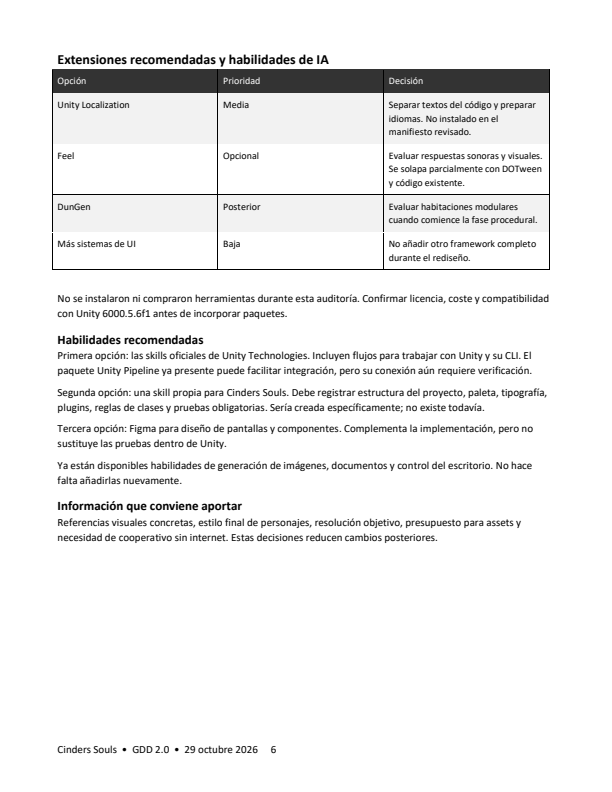 Extensiones recomendadas y habilidades de IA
Opción Prioridad Decisión
Unity Localization Media Separar textos del código y preparar
idiomas. No instalado en el
manifiesto revisado.
Feel Opcional Evaluar respuestas sonoras y visuales.
Se solapa parcialmente con DOTween
y código existente.
DunGen Posterior Evaluar habitaciones modulares
cuando comience la fase procedural.
Más sistemas de UI Baja No añadir otro framework completo
durante el rediseño.
No se instalaron ni compraron herramientas durante esta auditoría. Confirmar licencia, coste y compatibilidad
con Unity 6000.5.6f1 antes de incorporar paquetes.
Habilidades recomendadas
Primera opción: las skills oficiales de Unity Technologies. Incluyen flujos para trabajar con Unity y su CLI. El
paquete Unity Pipeline ya presente puede facilitar integración, pero su conexión aún requiere verificación.
Segunda opción: una skill propia para Cinders Souls. Debe registrar estructura del proyecto, paleta, tipografía,
plugins, reglas de clases y pruebas obligatorias. Sería creada específicamente; no existe todavía.
Tercera opción: Figma para diseño de pantallas y componentes. Complementa la implementación, pero no
sustituye las pruebas dentro de Unity.
Ya están disponibles habilidades de generación de imágenes, documentos y control del escritorio. No hace
falta añadirlas nuevamente.
Información que conviene aportar
Referencias visuales concretas, estilo final de personajes, resolución objetivo, presupuesto para assets y
necesidad de cooperativo sin internet. Estas decisiones reducen cambios posteriores.
Cinders Souls • GDD 2.0 • 29 octubre 2026 6